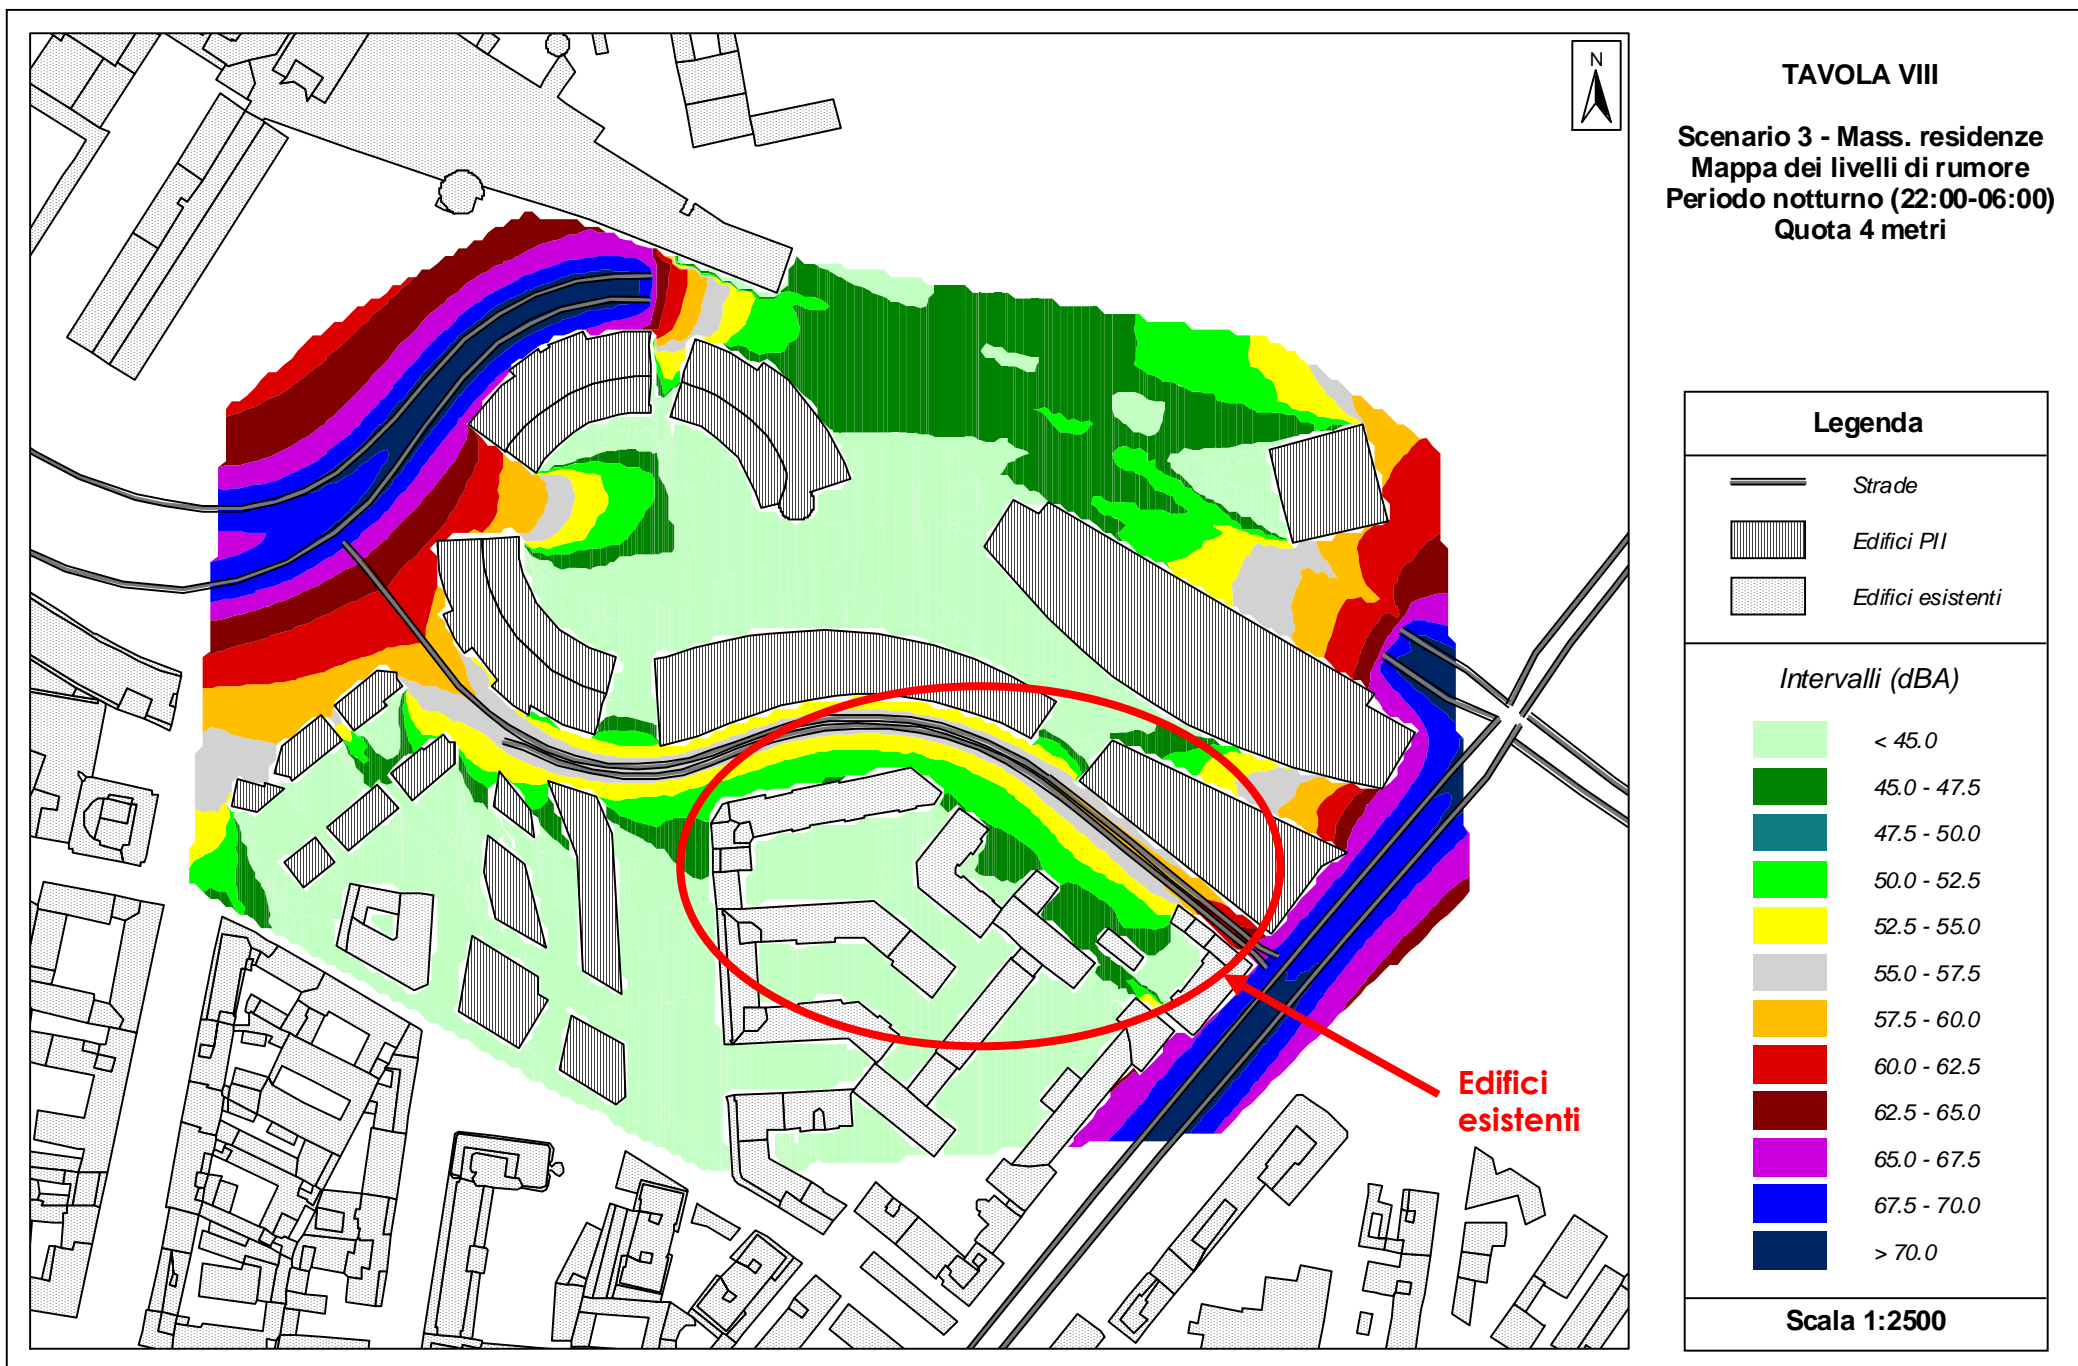 N
TAVOLA VIII
Scenario 3 - Mass. residenze
Mappa dei livelli di rumore
Periodo notturno (22:00-06:00)
Quota 4 metri
Legenda
Strade
Edifici PII
Edifici esistenti
Intervalli (dBA)
< 45.0
45.0 - 47.5
47.5 - 50.0
50.0 - 52.5
52.5 - 55.0
55.0 - 57.5
57.5 - 60.0
60.0 - 62.5
62.5 - 65.0
65.0 - 67.5
67.5 - 70.0
> 70.0
Scala 1:2500
Edifici
esistenti